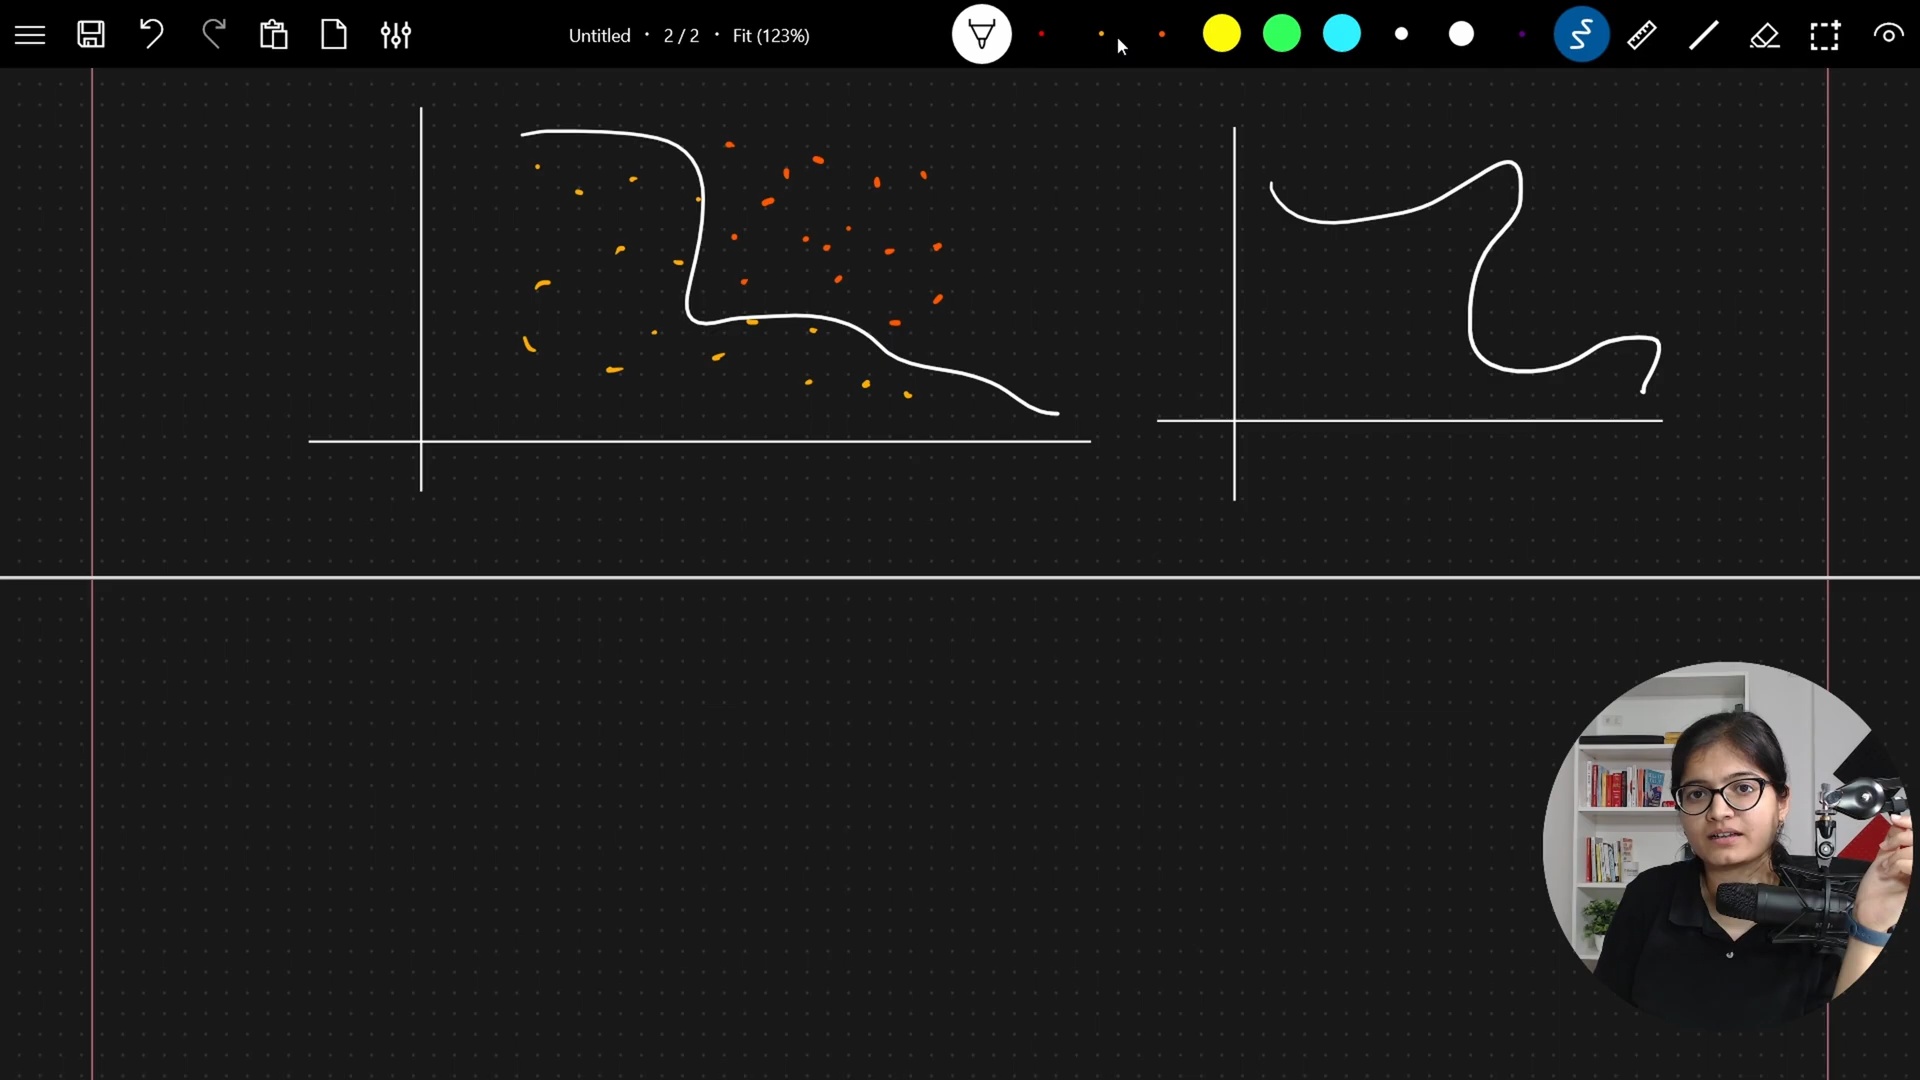 Untitled • 2 / 2 • Fit (123%)